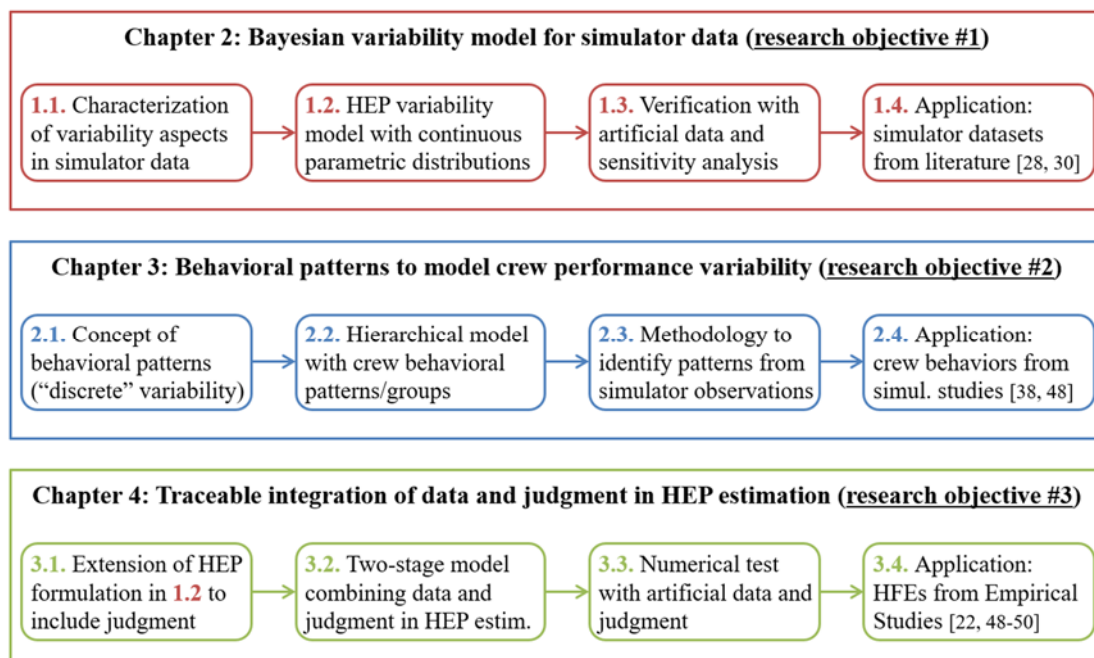 Chapter 2: Bayesian variability model for simulator data (research objective #1)
1.1. Characterization
of variability aspects
in simulator data
1.2. HEP variability
model with continuous
parametric distributions
1.3. Verification with
artificial data and
sensitivity analysis
1.4. Application:
simulator datasets
from literature [28, 30]
Chapter 3: Behavioral patterns to model crew performance variability (research objective #2)
2.1. Concept of
behavioral patterns
(“discrete” variability)
2.2. Hierarchical model
with crew behavioral
patterns/groups
2.3. Methodology to
identify patterns from
simulator observations
2.4. Application:
crew behaviors from
simul. studies [38, 48]
Chapter 4: Traceable integration of data and judgment in HEP estimation (research objective #3)
3.1. Extension of HEP
formulation in 1.2 to
include judgment
3.2. Two-stage model
combining data and
judgment in HEP estim.
3.3. Numerical test
with artificial data and
judgment
3.4. Application:
HFEs from Empirical
Studies [22, 48-50]